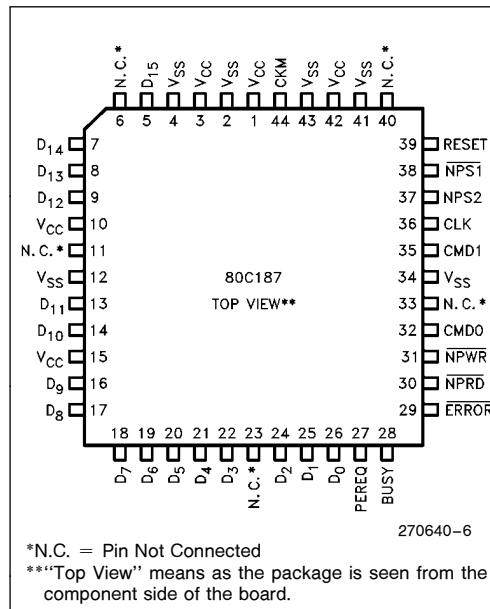 N.C.* D15 VSS VCC VSS VCC CKM VSS VCC VSS N.C.*
6 5 4 3 2 1 44 43 42 41 40
D14 7 39 RESET
D13 8 38 NPS1
D12 9 37 NPS2
VCC 10 36 CLK
N.C.* 11 35 CMD1
VSS 12 80C187 34 VSS
D11 13 TOP VIEW** 33 N.C.*
D10 14 32 CMD0
VCC 15 31 NPWR
D9 16 30 NPRD
D8 17 29 ERROR
18 19 20 21 22 23 24 25 26 27 28
D7 D6 D5 D4 D3 N.C.* D2 D1 D0 PEREQ BUSY
270640-6
*N.C. = Pin Not Connected
**"Top View" means as the package is seen from the
component side of the board.